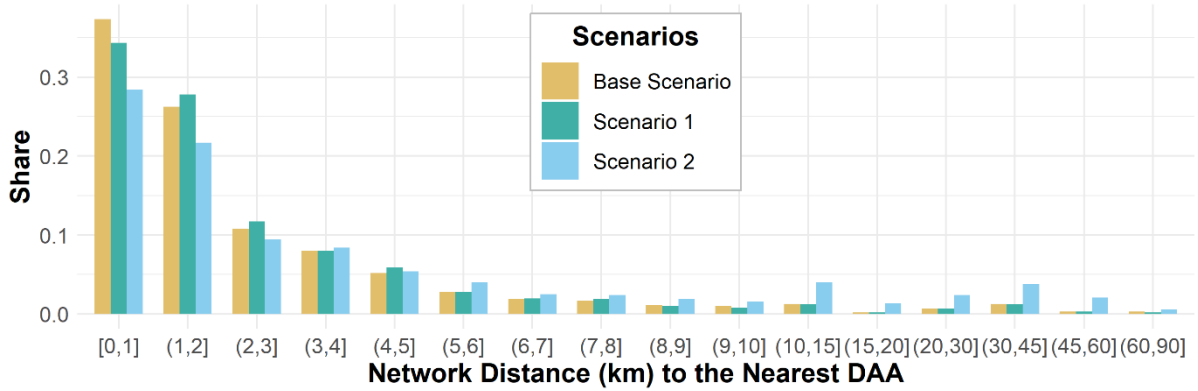 Scenarios
Base Scenario
Scenario 1
Scenario 2
Share
0.3
0.2
0.1
0.0
[0,1] (1,2] (2,3] (3,4] (4,5] (5,6] (6,7] (7,8] (8,9] (9,10] (10,15] (15,20] (20,30] (30,45] (45,60] (60,90]
Network Distance (km) to the Nearest DAA